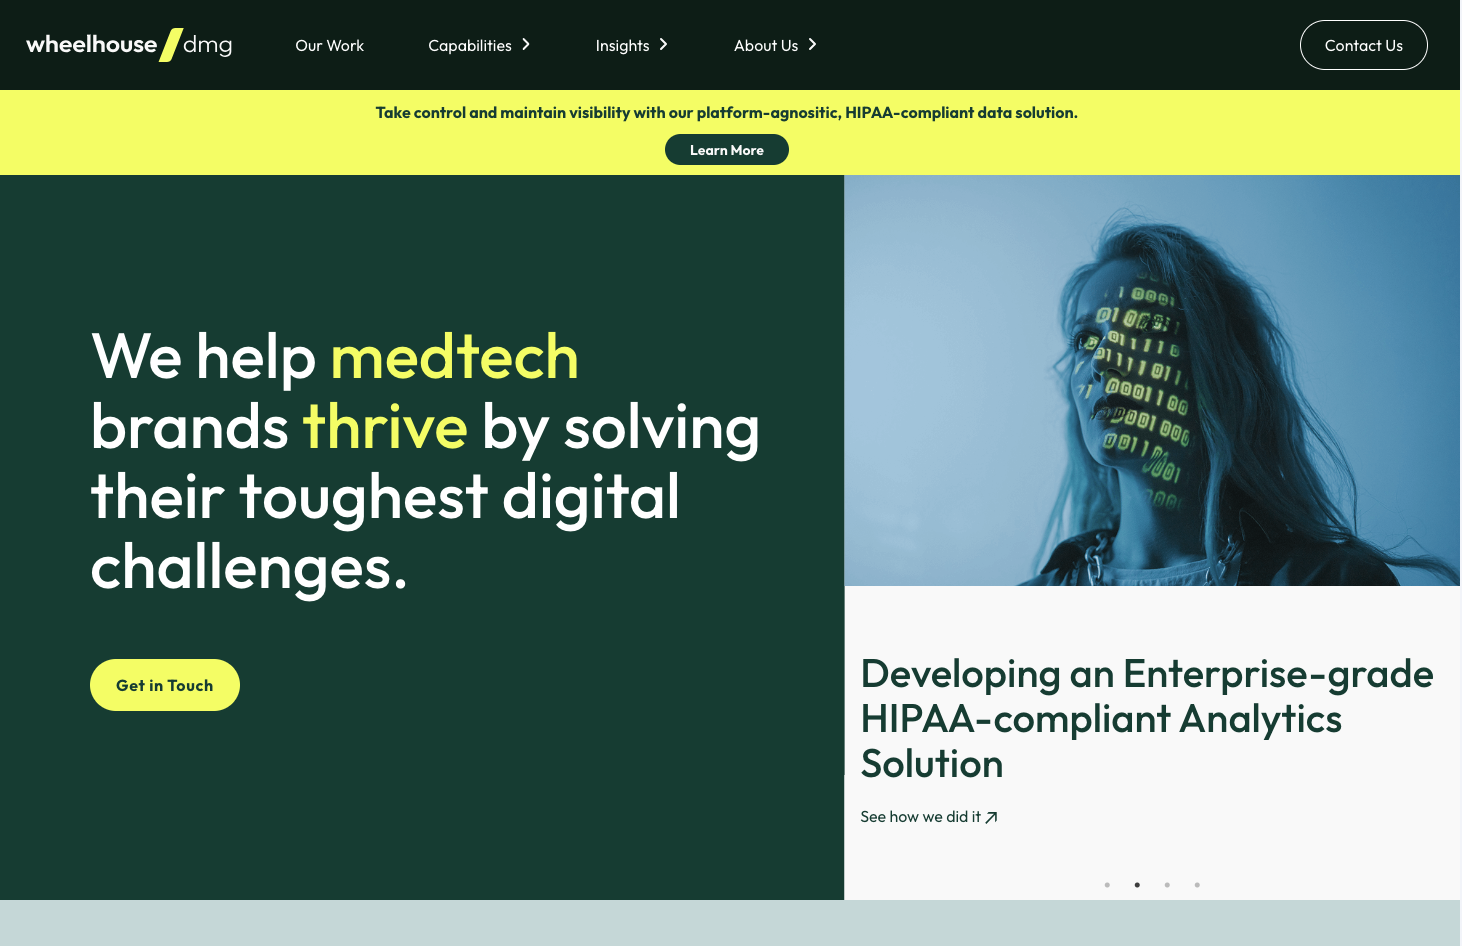 wheelhouse dmg
Our Work
Capabilities
Insights
About Us
Contact Us
Take control and maintain visibility with our platform-agnositic, HIPAA-compliant data solution.
Learn More
We help medtech
brands thrive by solving
their toughest digital
challenges.
Get in Touch
Developing an Enterprise-grade
HIPAA-compliant Analytics
Solution
See how we did it